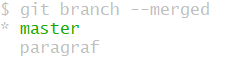 $ git branch --merged
* master
  paragraf